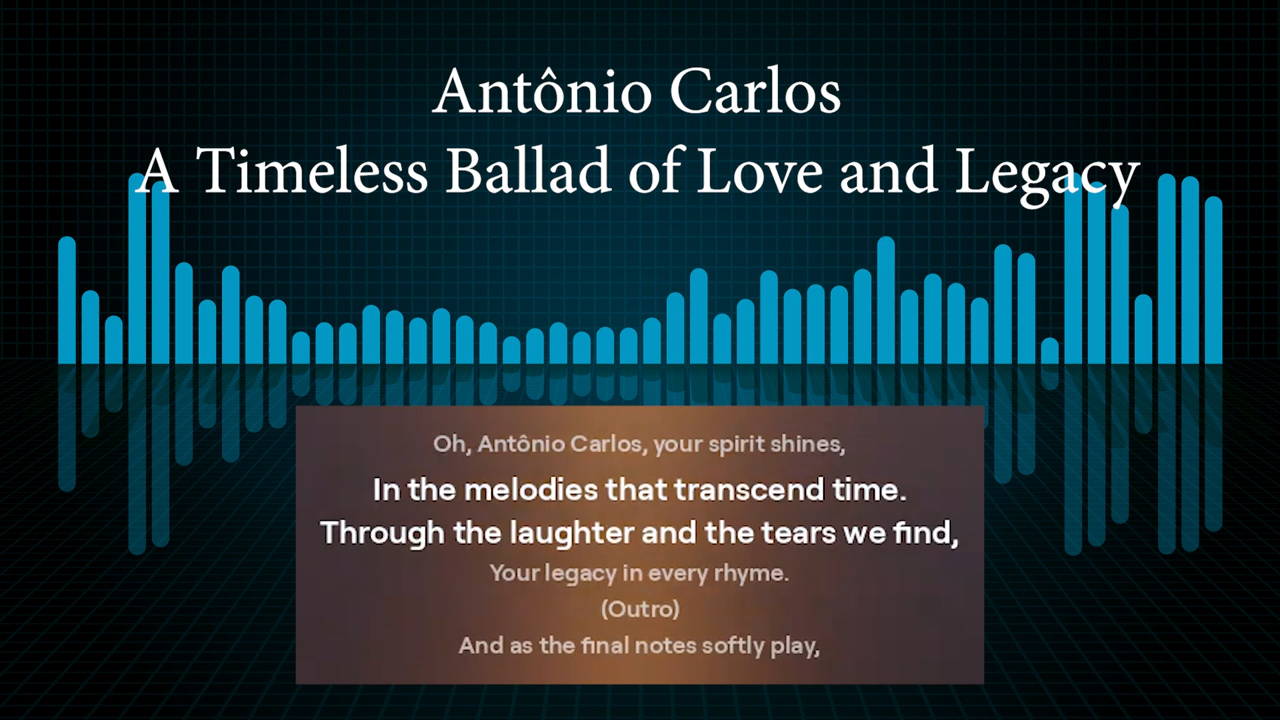 Antônio Carlos
A Timeless Ballad of Love and Legacy
Oh, Antônio Carlos, your spirit shines,
In the melodies that transcend time.
Through the laughter and the tears we find,
Your legacy in every rhyme.
(Outro)
And as the final notes softly play,